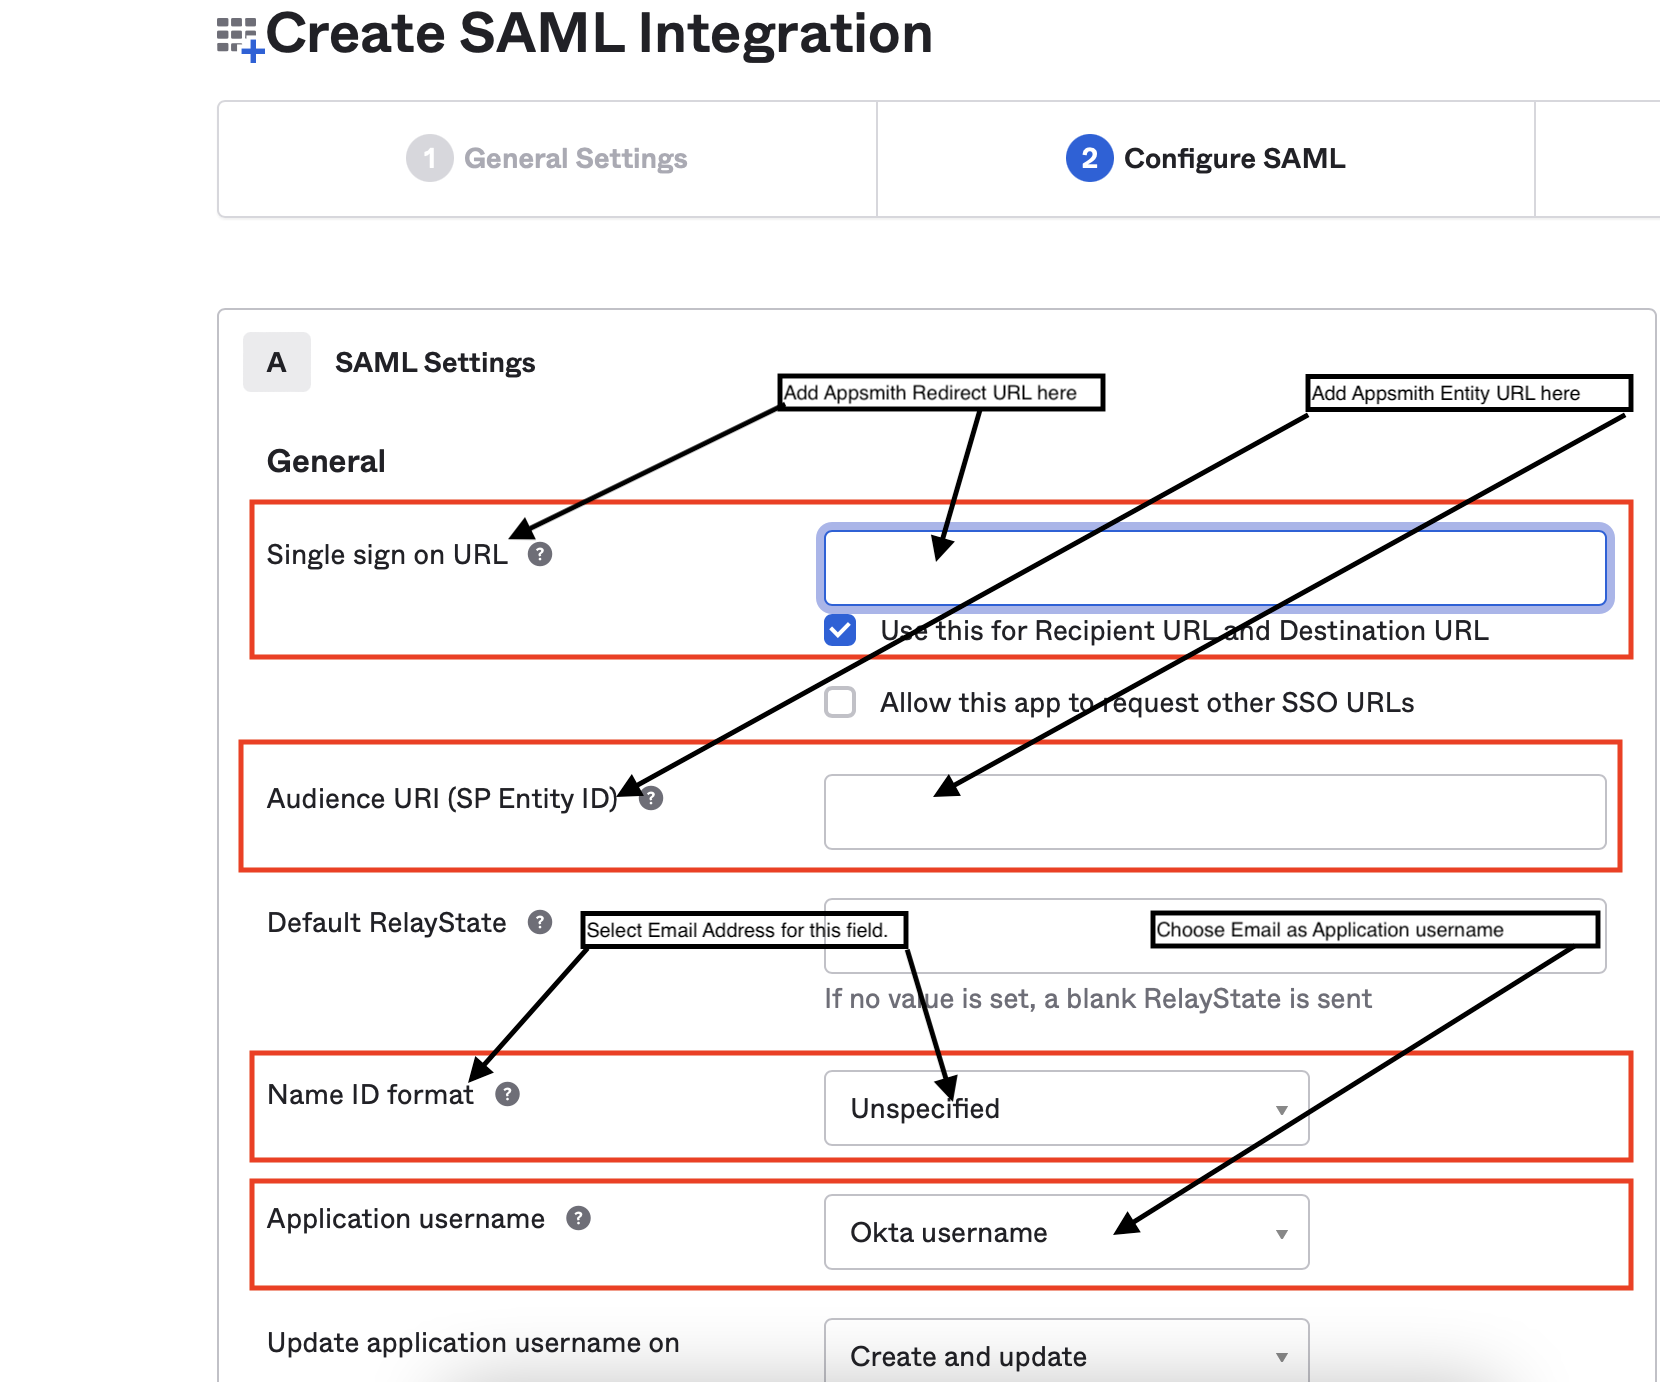 Create SAML Integration
1 General Settings
2 Configure SAML
A SAML Settings
Add Appsmith Redirect URL here
Add Appsmith Entity URL here
General
Single sign on URL ?
Use this for Recipient URL and Destination URL
Allow this app to request other SSO URLs
Audience URI (SP Entity ID) ?
Default RelayState ?
Select Email Address for this field.
Choose Email as Application username
If no value is set, a blank RelayState is sent
Name ID format ?
Unspecified
Application username ?
Okta username
Update application username on
Create and update